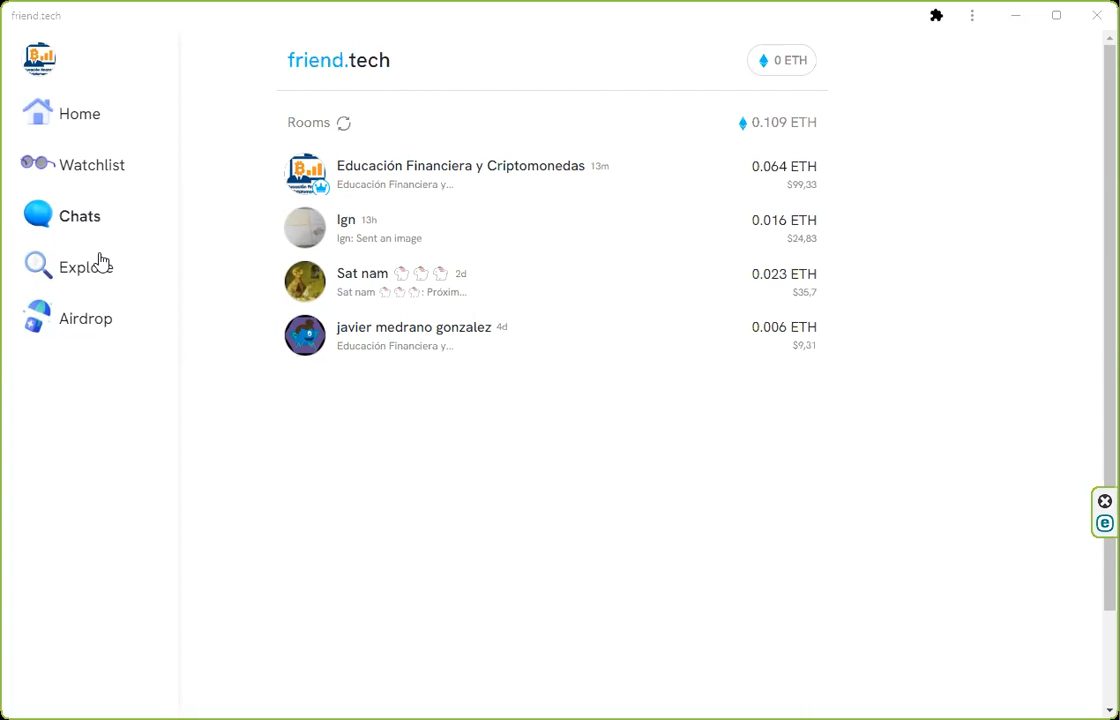 friend.tech
Home
Watchlist
Chats
Explore
Airdrop
friend.tech
0 ETH
Rooms
0.109 ETH
Educación Financiera y Criptomonedas 13m
0.064 ETH
Educación Financiera y...
$99,33
Ign 13h
0.016 ETH
Ign: Sent an image
$24,83
Sat nam 2d
0.023 ETH
Sat nam : Próxim...
$35,7
javier medrano gonzalez 4d
0.006 ETH
Educación Financiera y...
$9,31